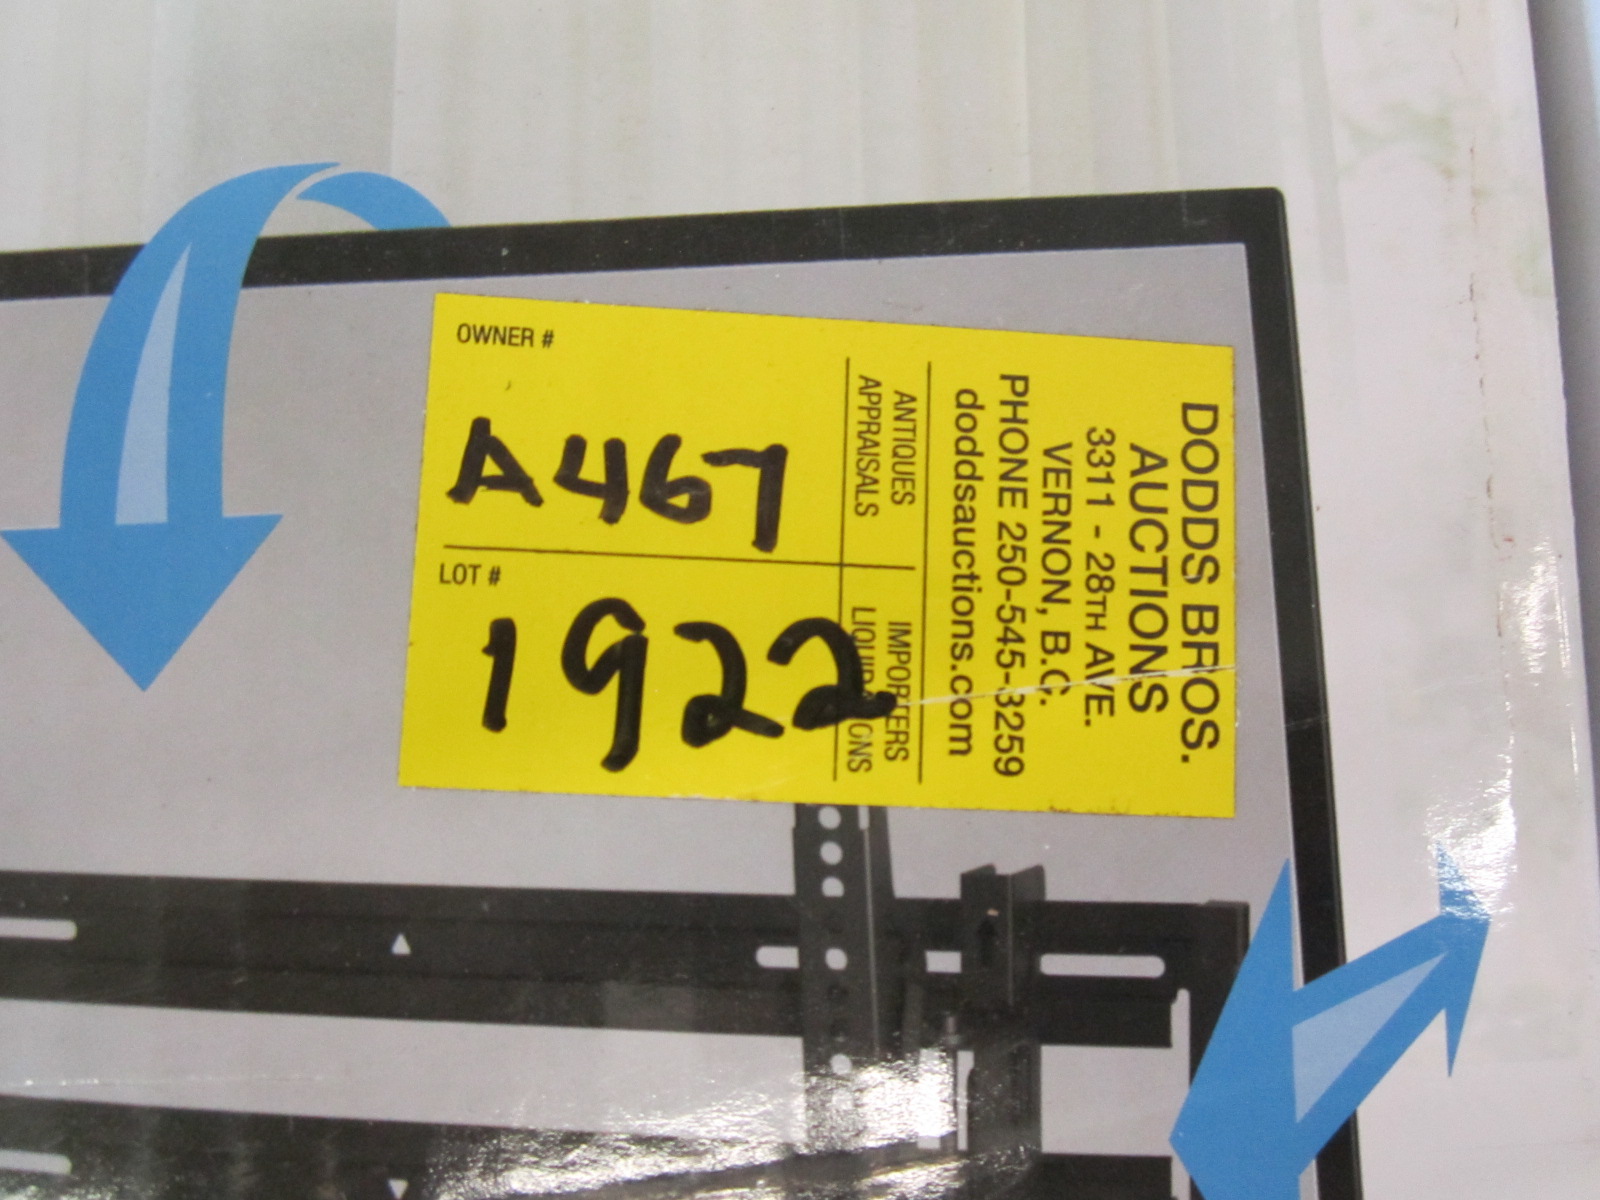 OWNER #
A467
LOT #
1922
DODDS BROS.
AUCTIONS
3311 - 28TH AVE.
VERNON, B.C.
PHONE 250-545-3259
doddsauctions.com
ANTIQUES
APPRAISALS
IMPORTERS
LIQUIDATIONS